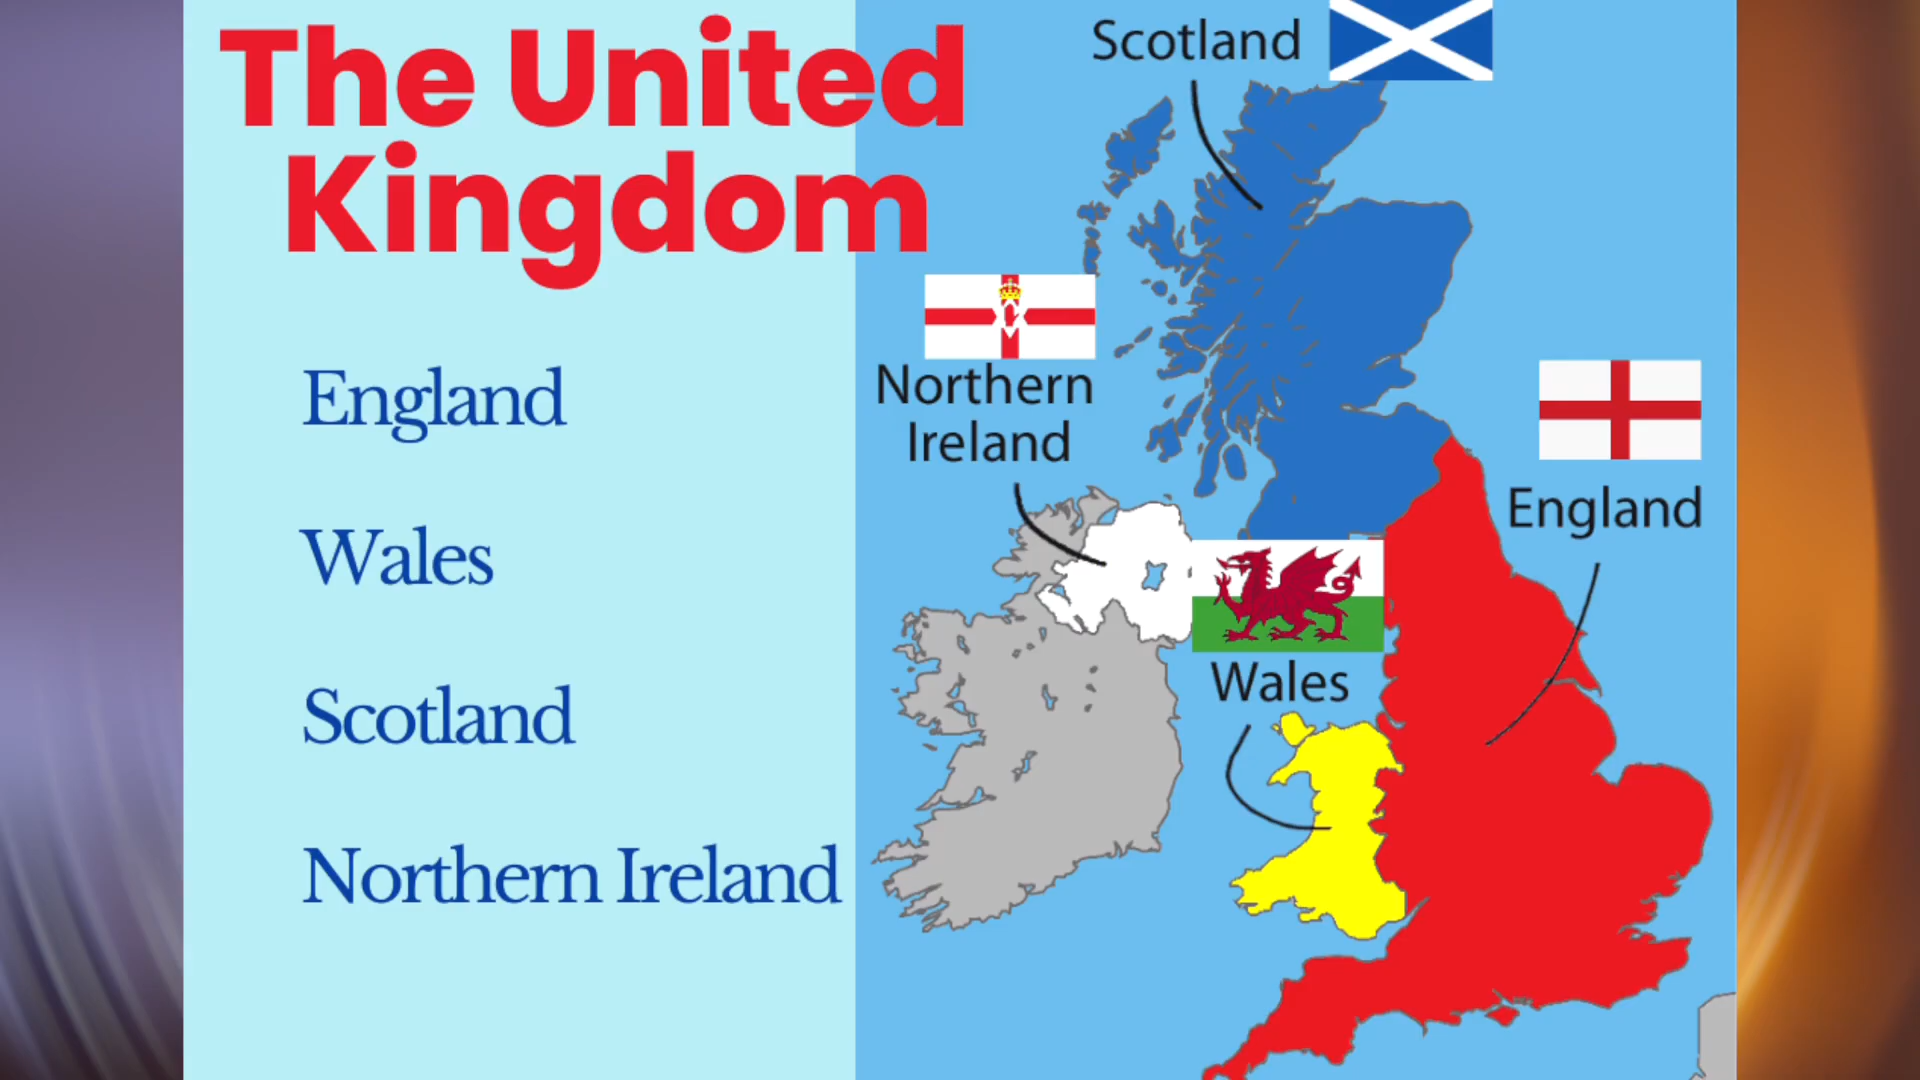 The United
Kingdom
England
Wales
Scotland
Northern Ireland
Scotland
Northern
Ireland
England
Wales